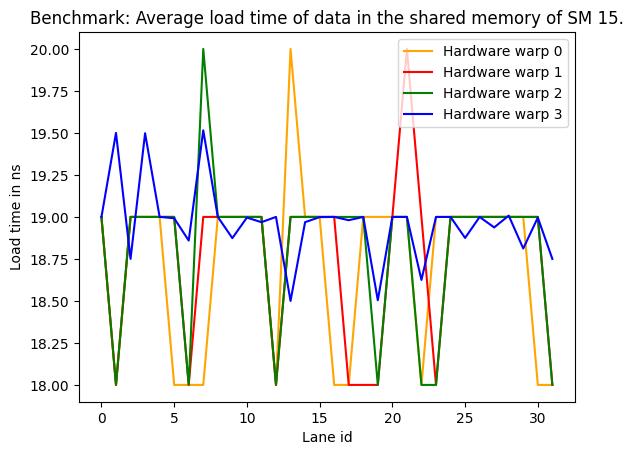 Benchmark: Average load time of data in the shared memory of SM 15.
20.00
19.75
19.50
19.25
19.00
18.75
18.50
18.25
18.00
Load time in ns
Hardware warp 0
Hardware warp 1
Hardware warp 2
Hardware warp 3
0 5 10 15 20 25 30
Lane id